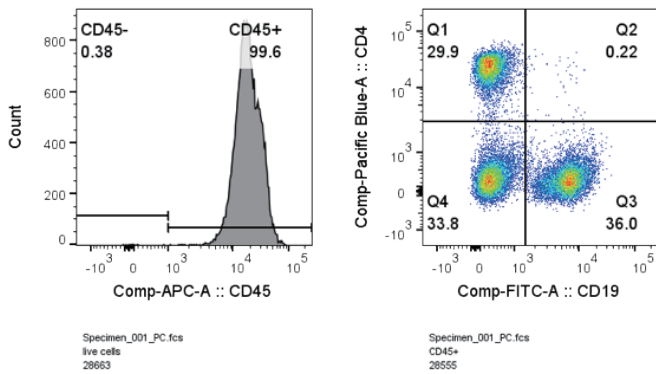 CD45-
0.38
CD45+
99.6
800
600
400
200
0
Count
-10^3
0
10^3
10^4
10^5
Comp-APC-A :: CD45
Specimen_001_PC.fcs
live cells
28663
Q1
29.9
Q2
0.22
Q4
33.8
Q3
36.0
10^5
10^4
10^3
0
-10^3
Comp-Pacific Blue-A :: CD4
-10^3
0
10^3
10^4
10^5
Comp-FITC-A :: CD19
Specimen_001_PC.fcs
CD45+
28555